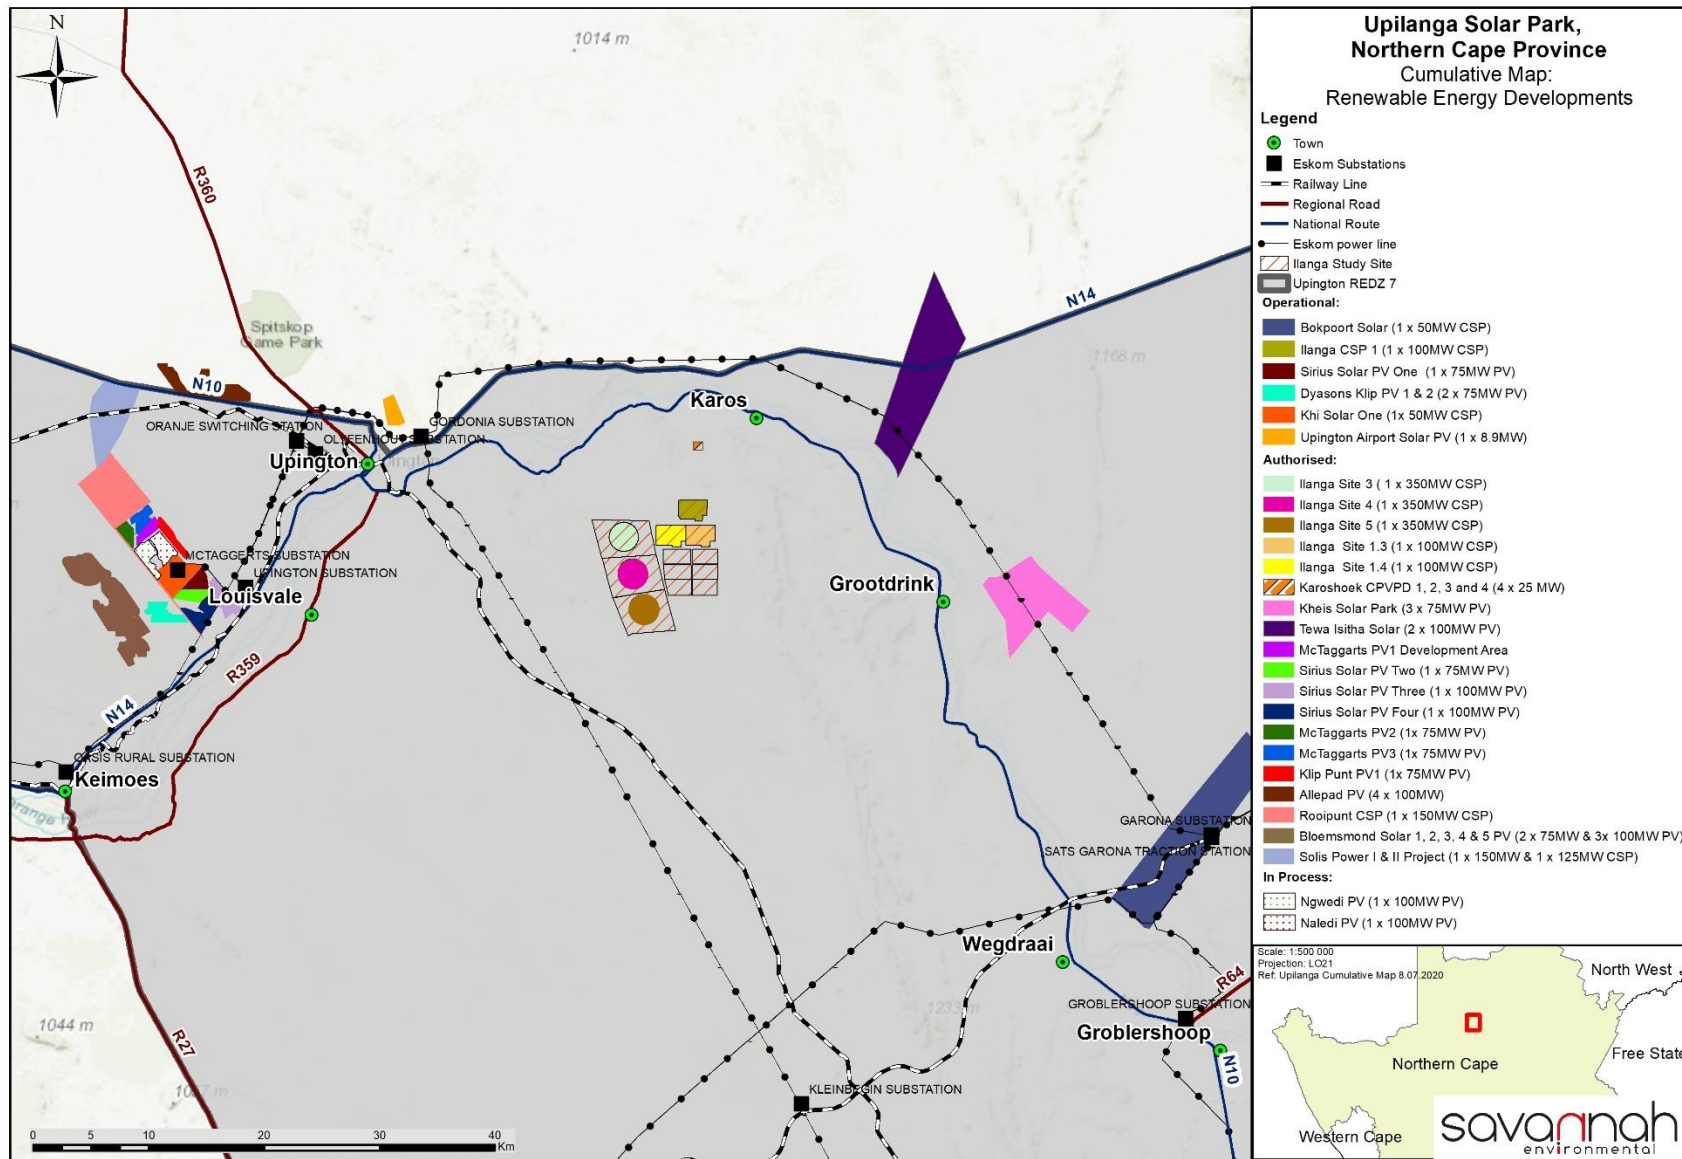 N
1014 m
R360
Spitskop
Game Park
N10
N14
1168 m
ORANJE SWITCHING STATION
GORDONIA SUBSTATION
Karos
Upington
MCTAGGERTS SUBSTATION
UPINGTON SUBSTATION
Louisvale
Grootdrink
R359
N14
OASIS RURAL SUBSTATION
Keimoes
GARONA SUBSTATION
SATS GARONA TRACTION STATION
Wegdraai
R64
GROBLERSHOOP SUBSTATION
Groblershoop
1233 m
1044 m
R27
N10
KLEINBEGIN SUBSTATION
0 5 10 20 30 40
Km
Upilanga Solar Park,
Northern Cape Province
Cumulative Map:
Renewable Energy Developments
Legend
Town
Eskom Substations
Railway Line
Regional Road
National Route
Eskom power line
Ilanga Study Site
Upington REDZ 7
Operational:
Bokpoort Solar (1 x 50MW CSP)
Ilanga CSP 1 (1 x 100MW CSP)
Sirius Solar PV One (1 x 75MW PV)
Dyasons Klip PV 1 & 2 (2 x 75MW PV)
Khi Solar One (1x 50MW CSP)
Upington Airport Solar PV (1 x 8.9MW)
Authorised:
Ilanga Site 3 ( 1 x 350MW CSP)
Ilanga Site 4 (1 x 350MW CSP)
Ilanga Site 5 (1 x 350MW CSP)
Ilanga Site 1.3 (1 x 100MW CSP)
Ilanga Site 1.4 (1 x 100MW CSP)
Karoshoek CPVPD 1, 2, 3 and 4 (4 x 25 MW)
Kheis Solar Park (3 x 75MW PV)
Tewa Isitha Solar (2 x 100MW PV)
McTaggarts PV1 Development Area
Sirius Solar PV Two (1 x 75MW PV)
Sirius Solar PV Three (1 x 100MW PV)
Sirius Solar PV Four (1 x 100MW PV)
McTaggarts PV2 (1x 75MW PV)
McTaggarts PV3 (1x 75MW PV)
Klip Punt PV1 (1x 75MW PV)
Allepad PV (4 x 100MW)
Rooipunt CSP (1 x 150MW CSP)
Bloemsmond Solar 1, 2, 3, 4 & 5 PV (2 x 75MW & 3x 100MW PV)
Solis Power I & II Project (1 x 150MW & 1 x 125MW CSP)
In Process:
Ngwedi PV (1 x 100MW PV)
Naledi PV (1 x 100MW PV)
Scale: 1:500 000
Projection: LO21
Ref: Upilanga Cumulative Map 8.07.2020
North West
Northern Cape
Free State
Western Cape
savannah
environmental